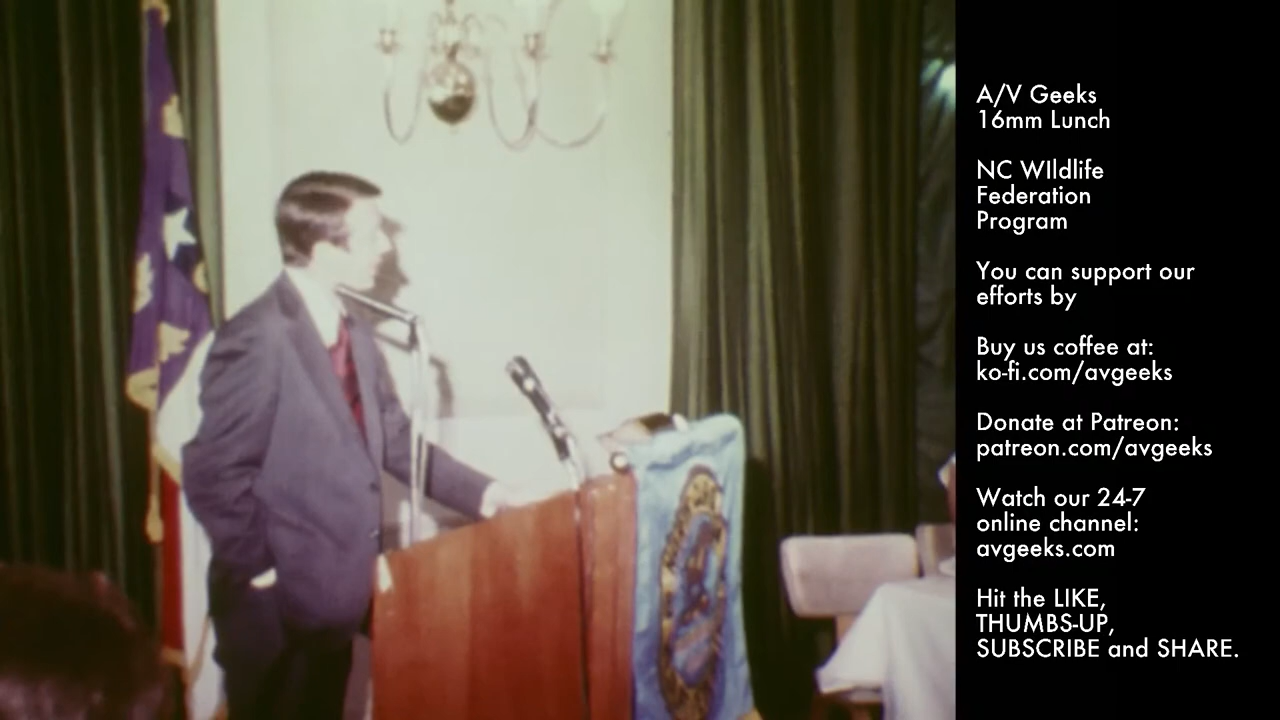 A/V Geeks
16mm Lunch
NC WIldlife
Federation
Program
You can support our
efforts by
Buy us coffee at:
ko-fi.com/avgeeks
Donate at Patreon:
patreon.com/avgeeks
Watch our 24-7
online channel:
avgeeks.com
Hit the LIKE,
THUMBS-UP,
SUBSCRIBE and SHARE.